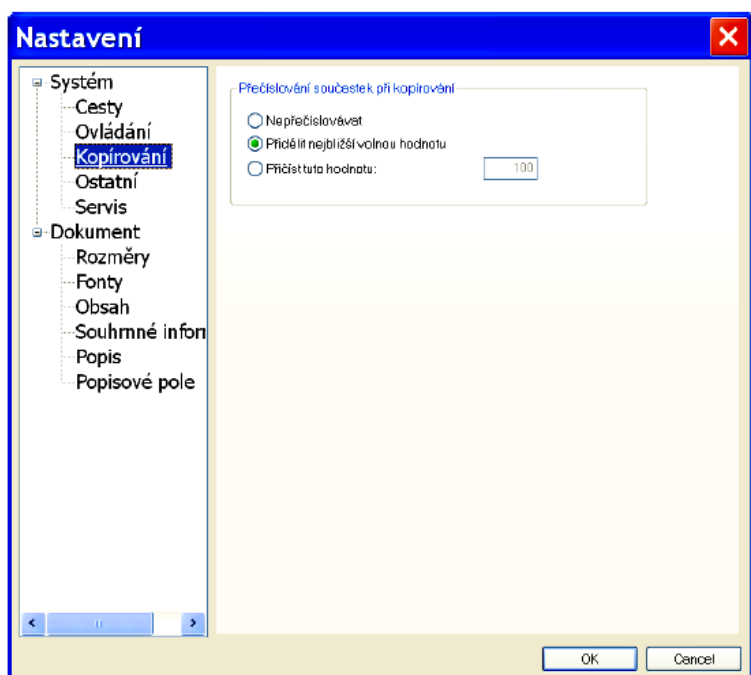 Nastavení
Systém
Cesty
Ovládání
Kopírování
Ostatní
Servis
Dokument
Rozměry
Fonty
Obsah
Souhrnné infor
Popis
Popisové pole
Přečíslování součástek při kopírování
Nepřečíslovávat
Přidělit nejbližší volnou hodnotu
Přičíst tuto hodnotu:
100
OK
Cancel